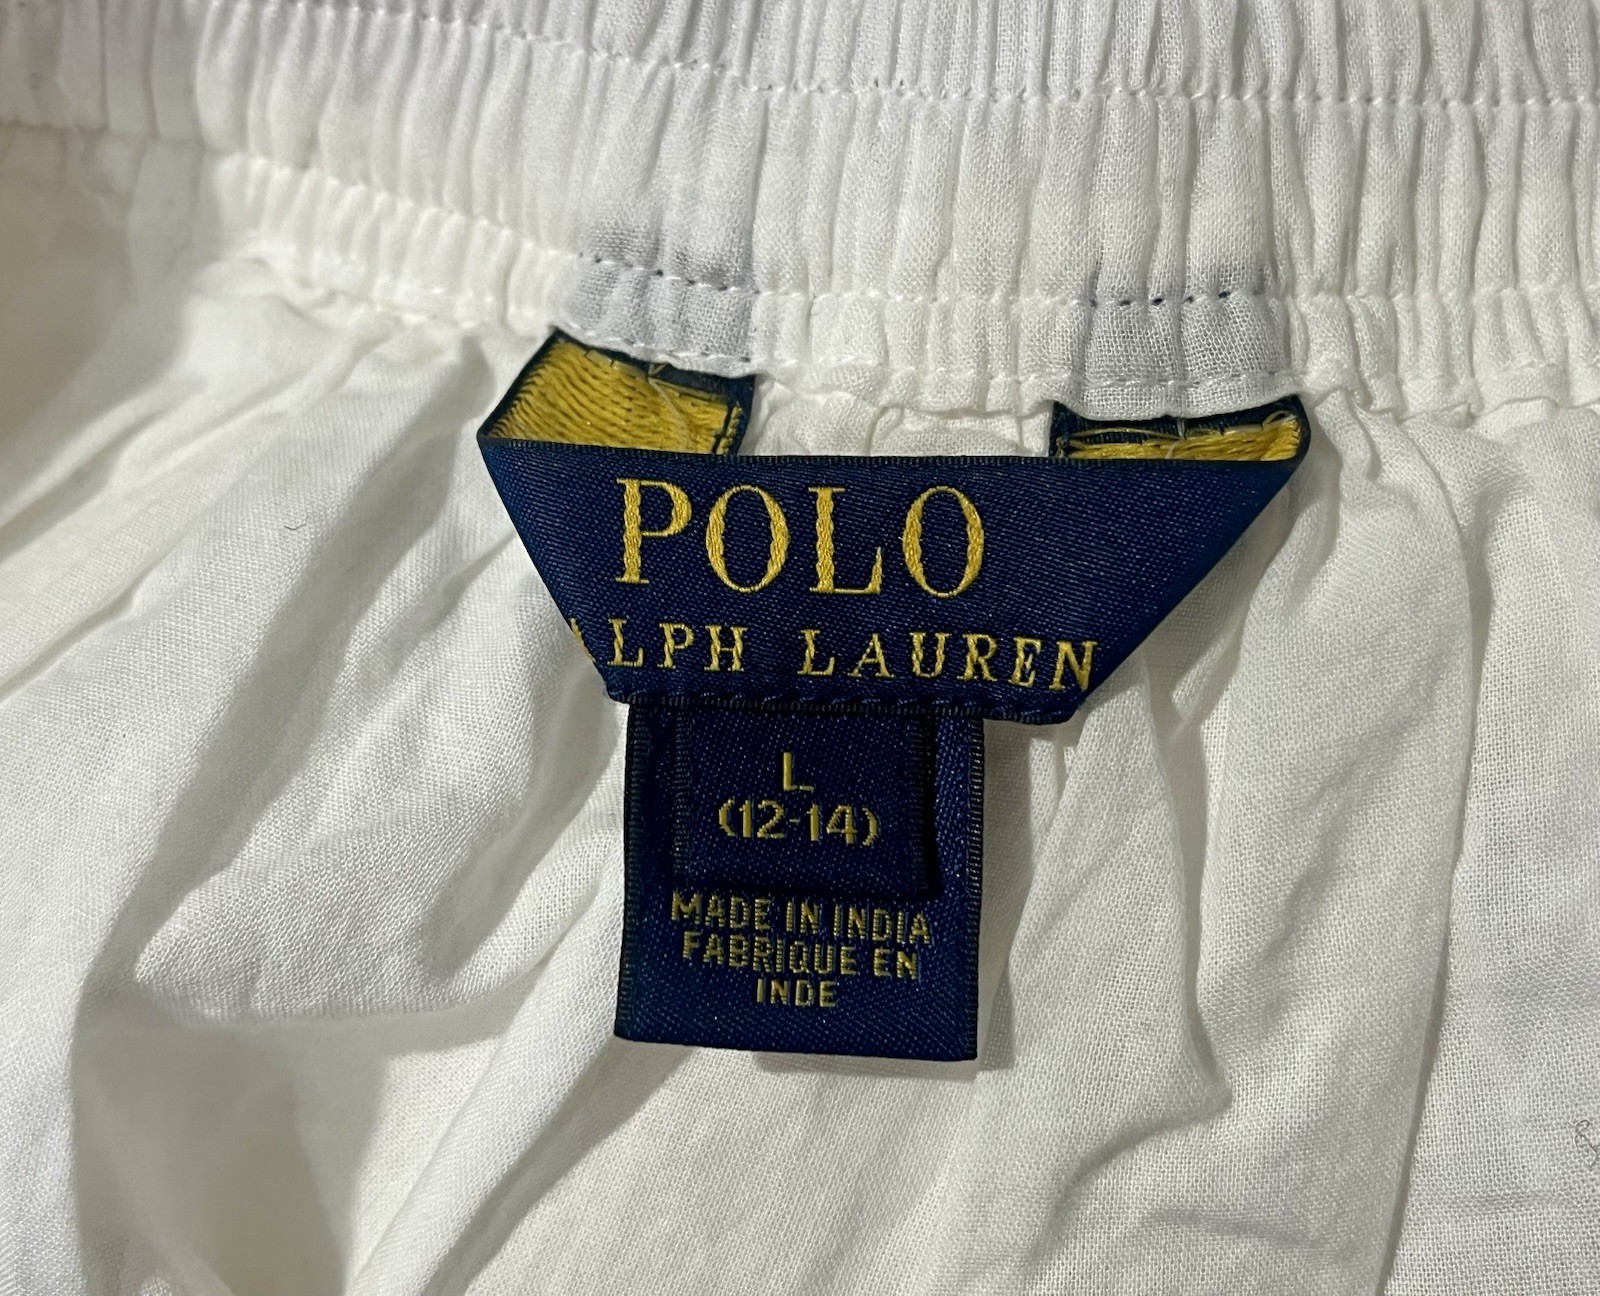 POLO
ALPH LAUREN
L
(12-14)
MADE IN INDIA
FABRIQUE EN
INDE